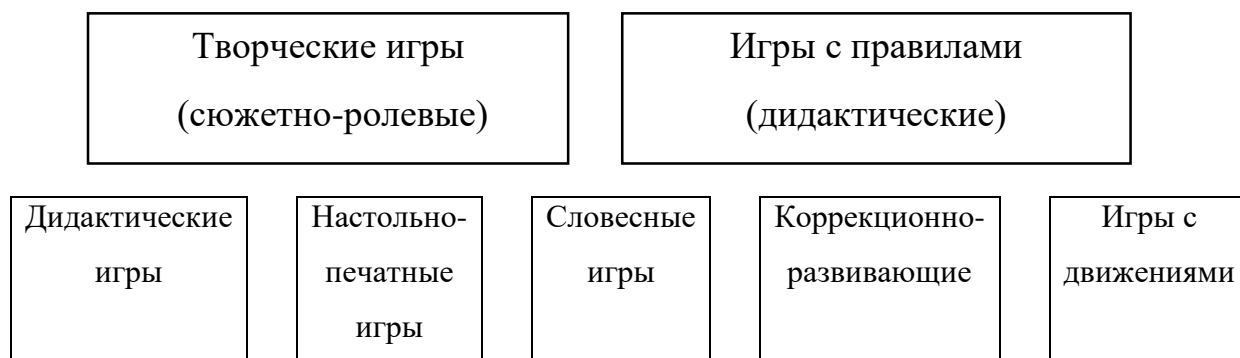 Творческие игры
(сюжетно-ролевые)
Игры с правилами
(дидактические)
Дидактические
игры
Настольно-
печатные
игры
Словесные
игры
Коррекционно-
развивающие
Игры с
движениями